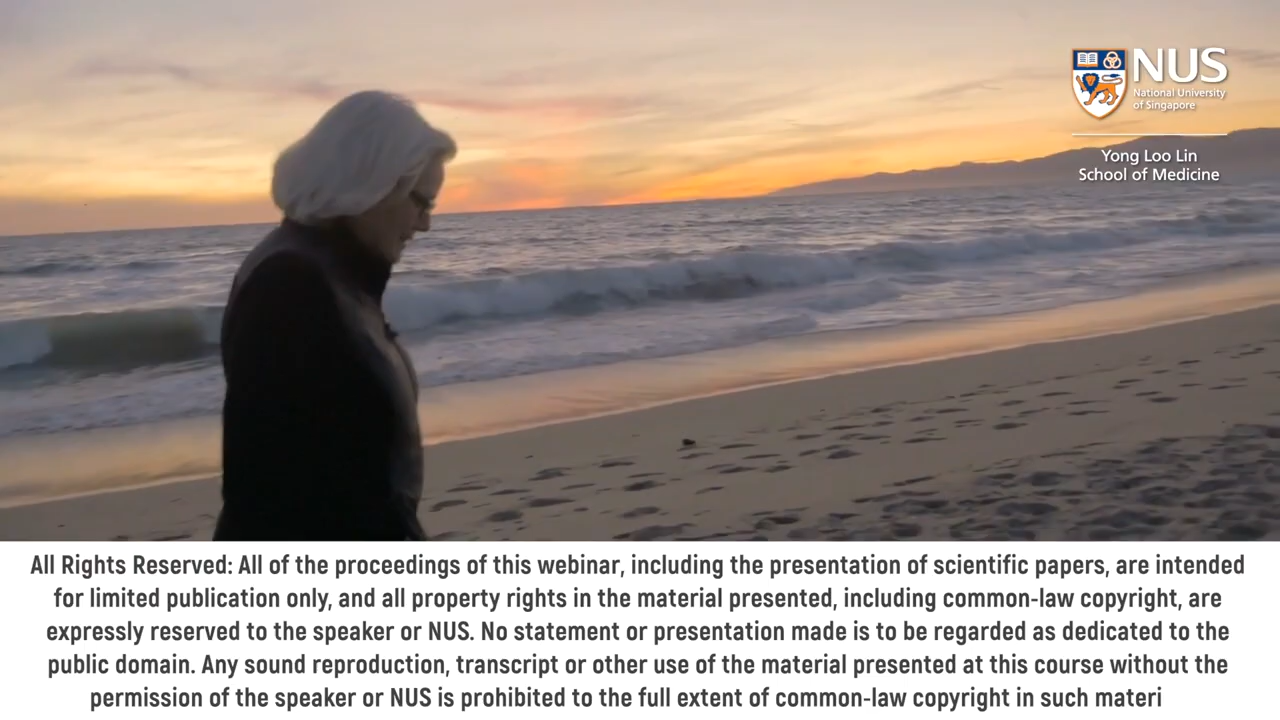 NUS
National University
of Singapore
Yong Loo Lin
School of Medicine
All Rights Reserved: All of the proceedings of this webinar, including the presentation of scientific papers, are intended
for limited publication only, and all property rights in the material presented, including common-law copyright, are
expressly reserved to the speaker or NUS. No statement or presentation made is to be regarded as dedicated to the
public domain. Any sound reproduction, transcript or other use of the material presented at this course without the
permission of the speaker or NUS is prohibited to the full extent of common-law copyright in such materi